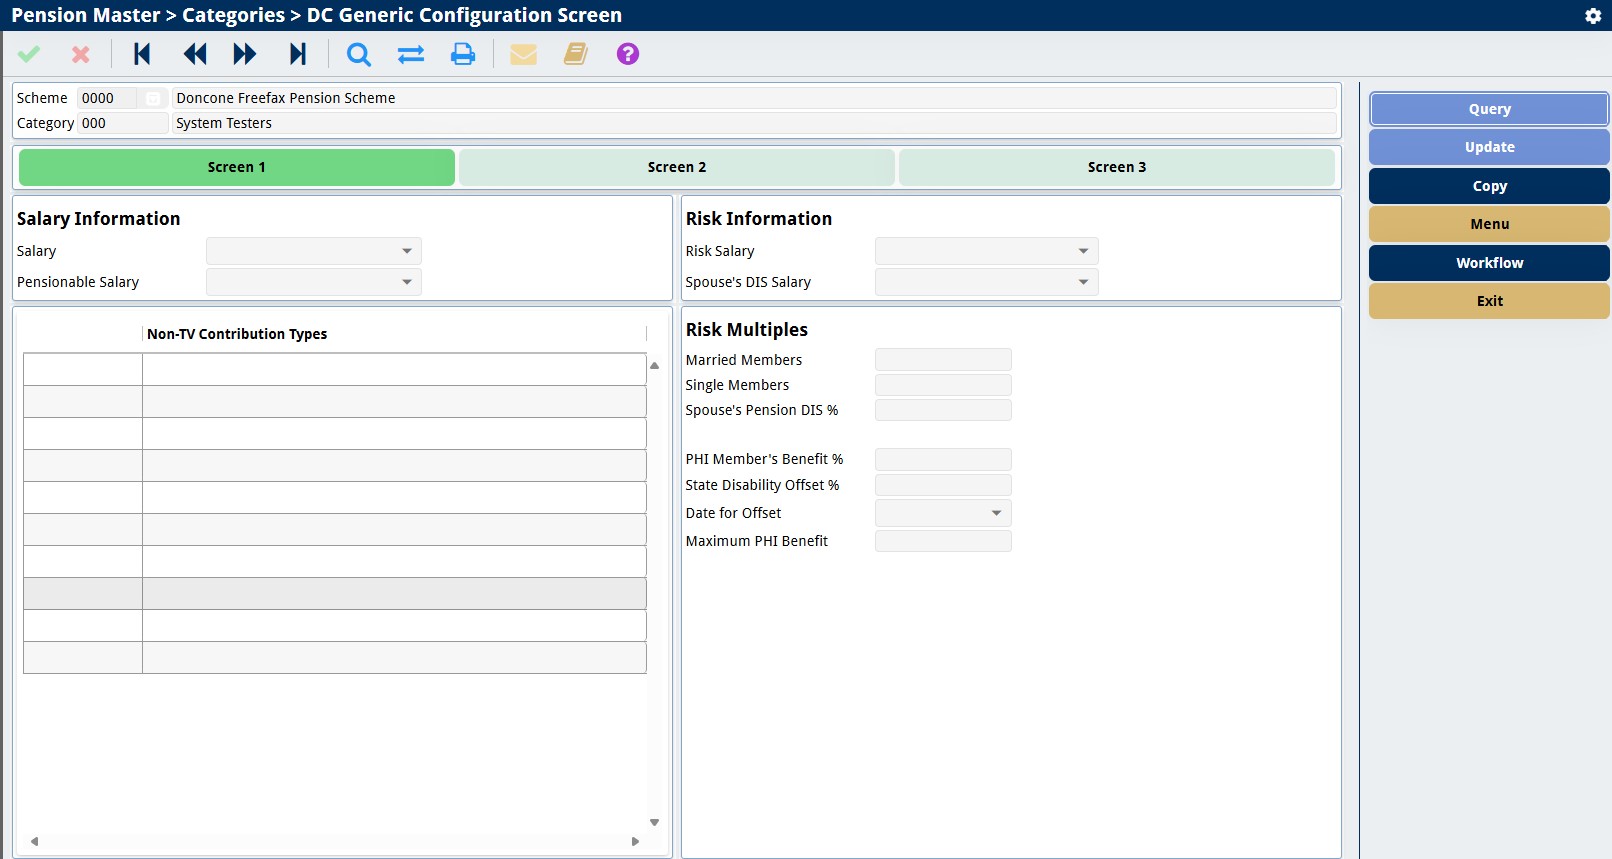 Pension Master > Categories > DC Generic Configuration Screen
?
Scheme 0000 Doncone Freefax Pension Scheme
Category 000 System Testers
Screen 1 Screen 2 Screen 3
Salary Information
Salary
Pensionable Salary
Risk Information
Risk Salary
Spouse's DIS Salary
Non-TV Contribution Types
Risk Multiples
Married Members
Single Members
Spouse's Pension DIS %
PHI Member's Benefit %
State Disability Offset %
Date for Offset
Maximum PHI Benefit
Query
Update
Copy
Menu
Workflow
Exit